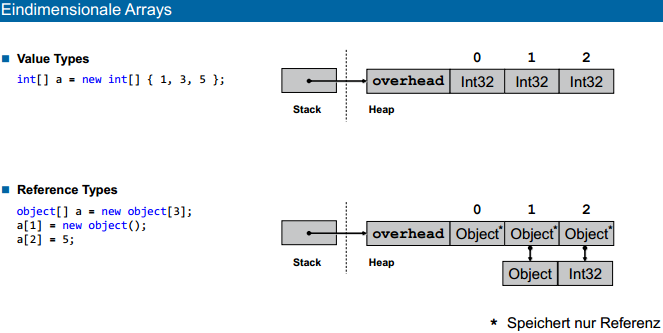 Eindimensionale Arrays
Value Types
int[] a = new int[] { 1, 3, 5 };
0 1 2
overhead Int32 Int32 Int32
Stack Heap
Reference Types
object[] a = new object[3];
a[1] = new object();
a[2] = 5;
0 1 2
overhead Object* Object* Object*
Stack Heap
Object Int32
* Speichert nur Referenz